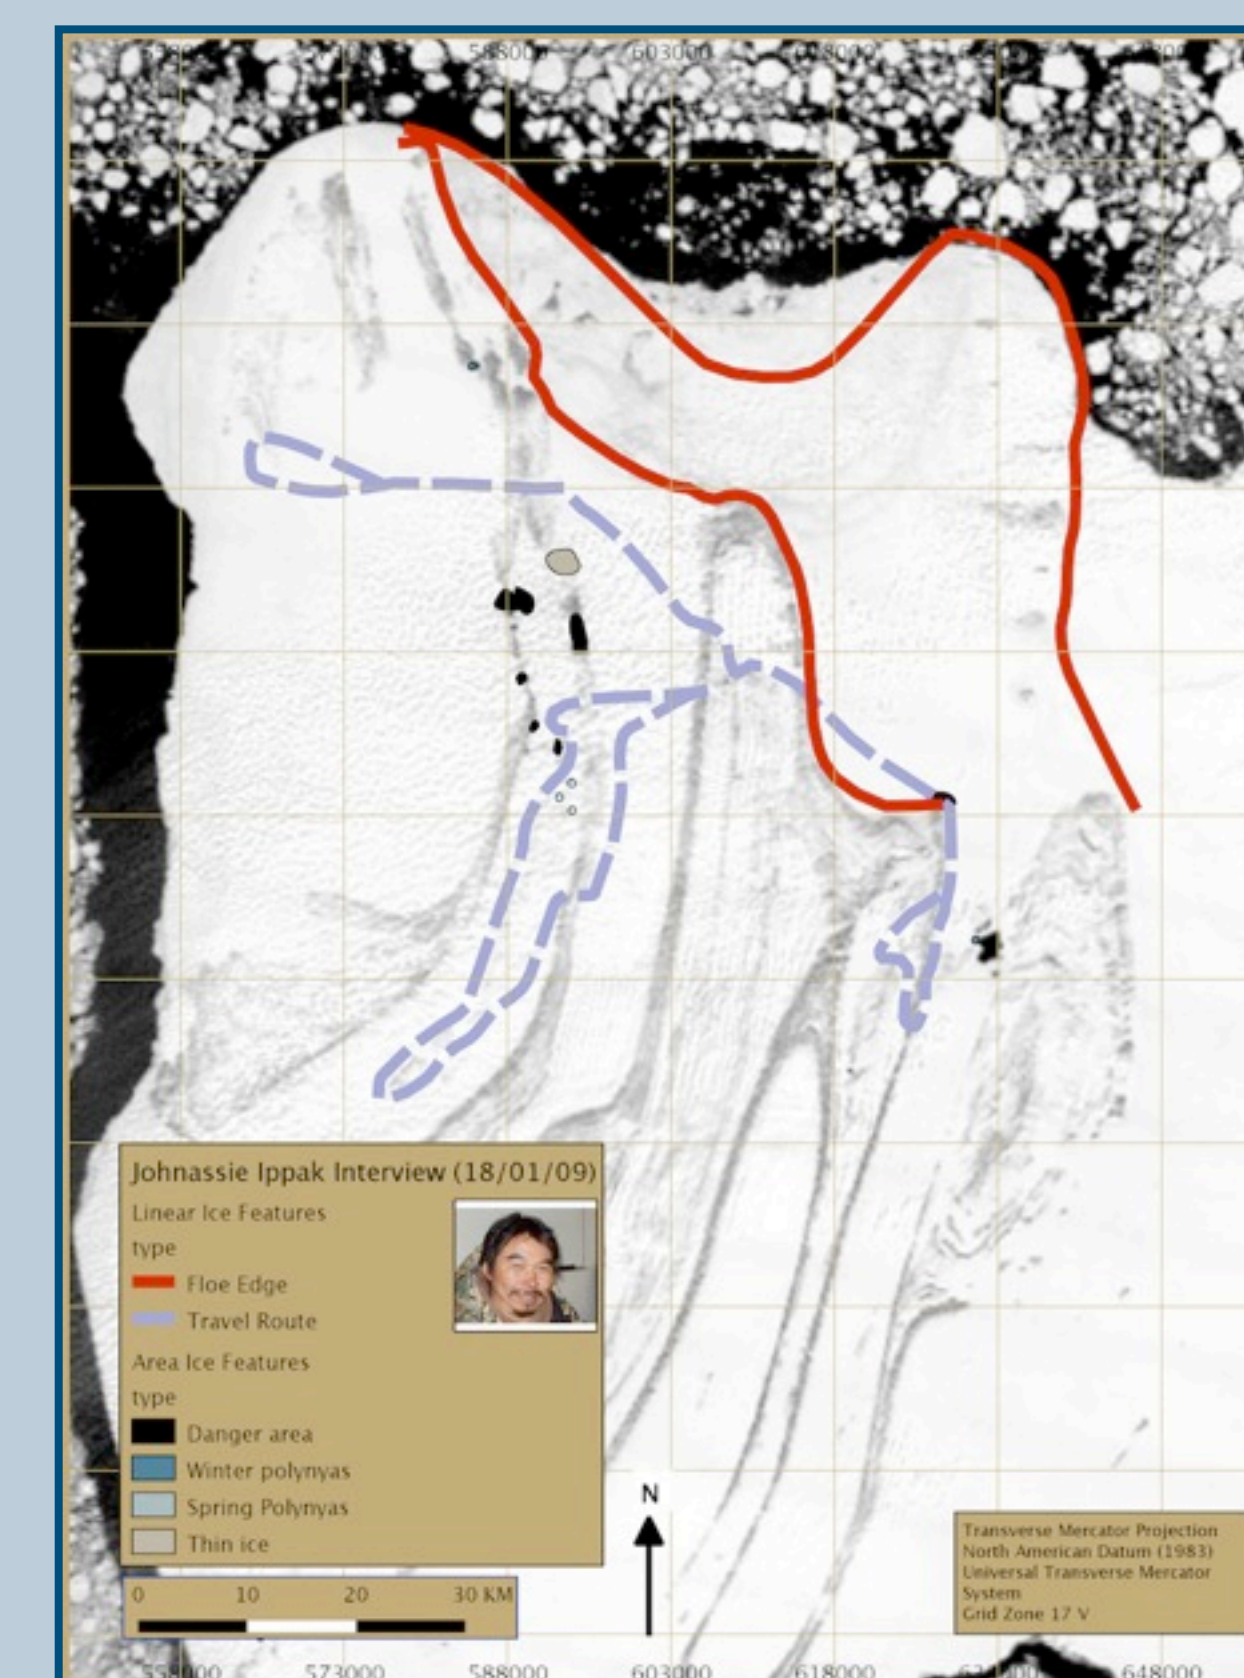 588000 603000 618000
Johnassie Ippak Interview (18/01/09)
Linear Ice Features
type
Floe Edge
Travel Route
Area Ice Features
type
Danger area
Winter polynyas
Spring Polynyas
Thin ice
0 10 20 30 KM
N
Transverse Mercator Projection
North American Datum (1983)
Universal Transverse Mercator
System
Grid Zone 17 V
558000 573000 588000 603000 618000 648000